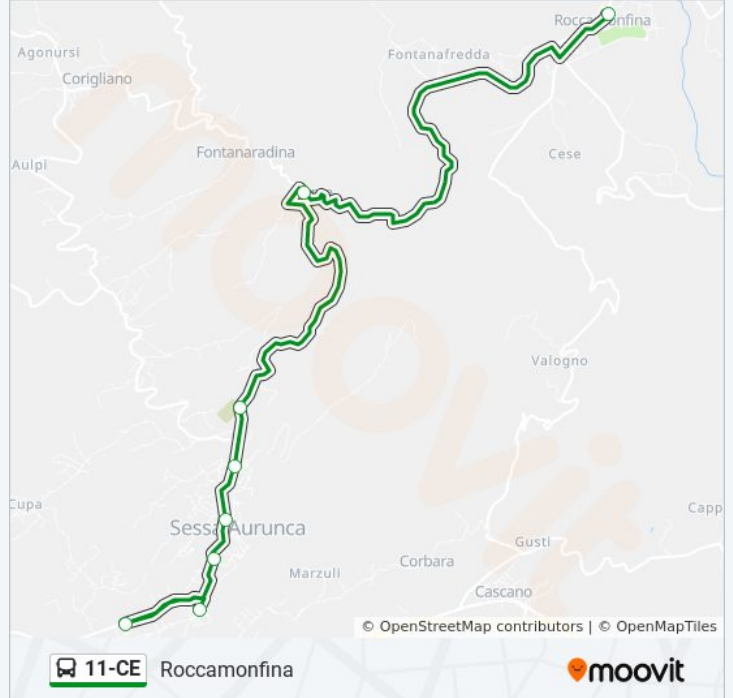 Roccamonfina
Agonursi
Fontanafredda
Corigliano
Fontanaradina
Cese
Aulpi
moovit
Valogno
Cupa
Capp
Sessa Aurunca
Gusti
Corbara
Marzuli
Cascano
© OpenStreetMap contributors | © OpenMapTiles
11-CE Roccamonfina
moovit